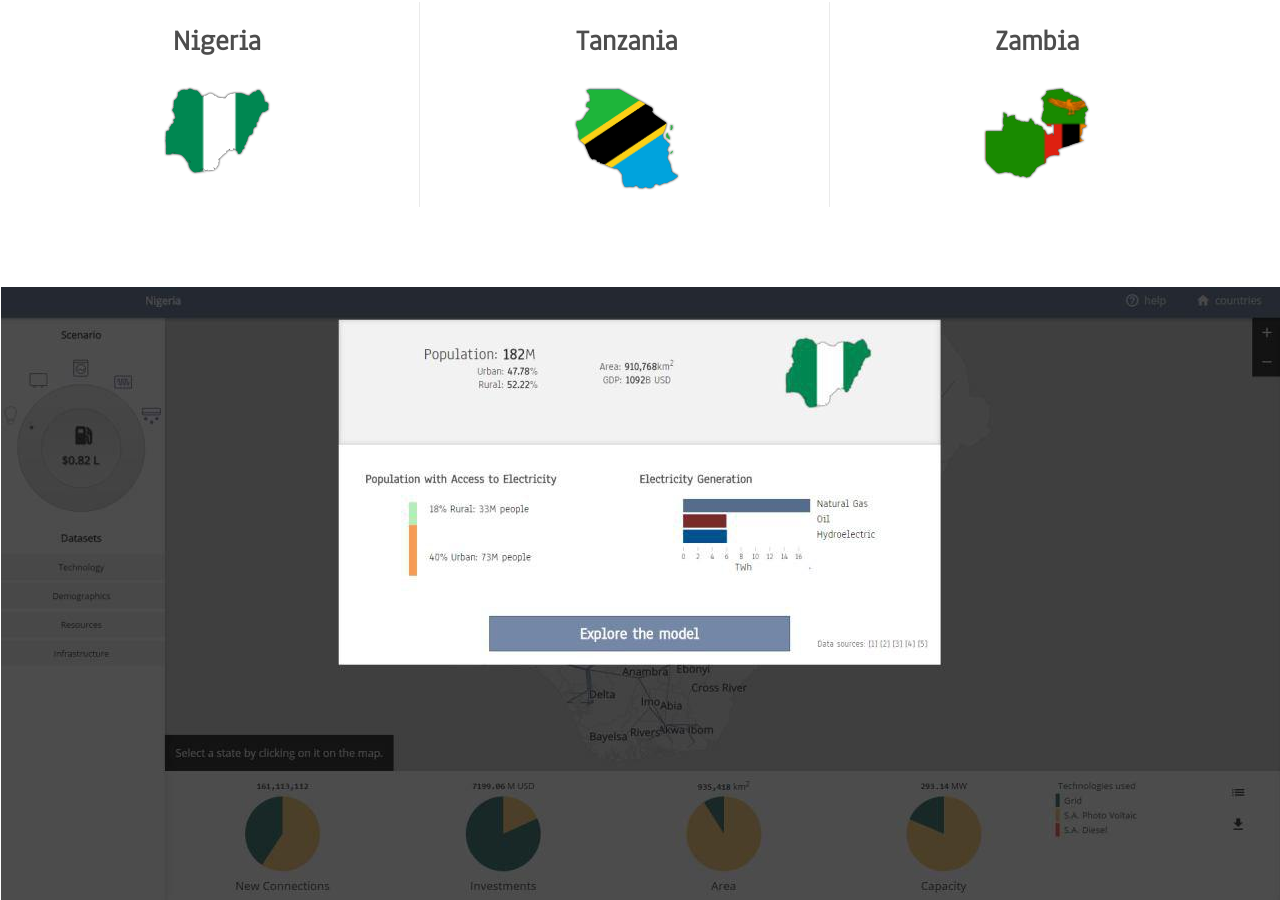 Nigeria
Tanzania
Zambia
Nigeria
help
countries
Scenario
$0.82 L
Datasets
Technology
Demographics
Resources
Infrastructure
+
−
Population: 182M
Urban: 47.78%
Rural: 52.22%
Area: 910,768km²
GDP: 1092B USD
Population with Access to Electricity
18% Rural: 33M people
40% Urban: 73M people
Electricity Generation
Natural Gas
Oil
Hydroelectric
0 2 4 6 8 10 12 14 16
TWh
Explore the model
Data sources: [1] [2] [3] [4] [5]
Anambra
Ebonyi
Delta
Imo
Abia
Cross River
Bayelsa
Rivers
Akwa Ibom
Select a state by clicking on it on the map.
161,113,112
New Connections
7199.06 M USD
Investments
935,418 km²
Area
293.14 MW
Capacity
Technologies used
Grid
S.A. Photo Voltaic
S.A. Diesel